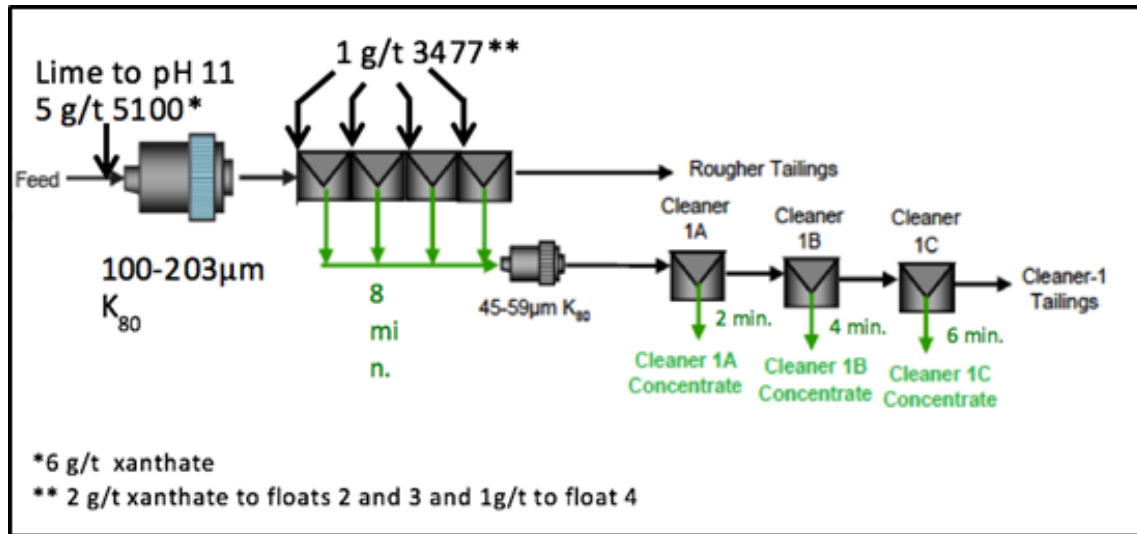 1 g/t 3477**
Lime to pH 11
5 g/t 5100*
Feed
Rougher Tailings
100-203µm
K80
8
mi
n.
45-59µm K80
Cleaner
1A
Cleaner
1B
Cleaner
1C
Cleaner-1
Tailings
2 min.
4 min.
6 min.
Cleaner 1A
Concentrate
Cleaner 1B
Concentrate
Cleaner 1C
Concentrate
*6 g/t xanthate
** 2 g/t xanthate to floats 2 and 3 and 1g/t to float 4